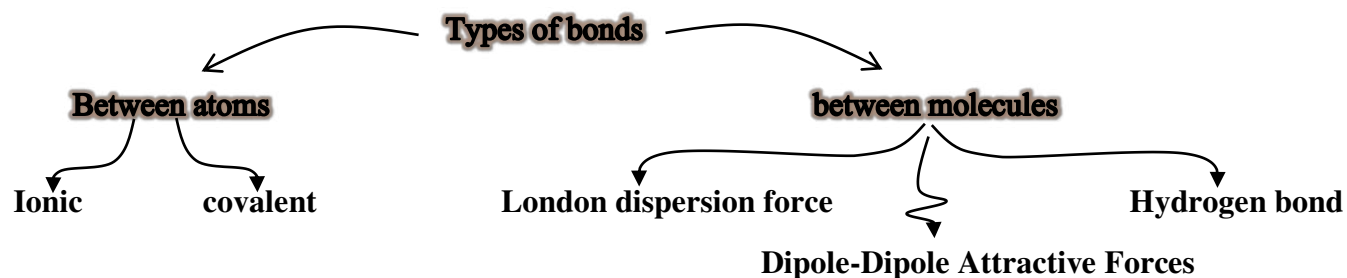 Types of bonds
Between atoms between molecules
Ionic covalent London dispersion force Hydrogen bond
Dipole-Dipole Attractive Forces